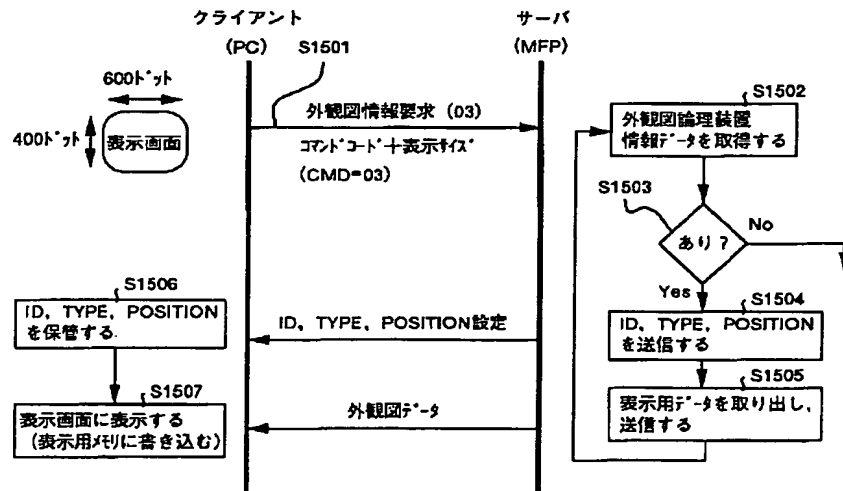 クライアント
(PC)
S1501
サーバ
(MFP)
600ドット
400ドット
表示画面
外観図情報要求 (03)
コマンドコード＋表示サイズ
(CMD=03)
S1502
外観図論理装置
情報データを取得する
S1503
あり？
No
Yes
S1504
ID, TYPE, POSITION
を送信する
S1505
表示用データを取り出し,
送信する
S1506
ID, TYPE, POSITION
を保管する
ID, TYPE, POSITION設定
S1507
表示画面に表示する
(表示用メモリに書き込む)
外観図データ